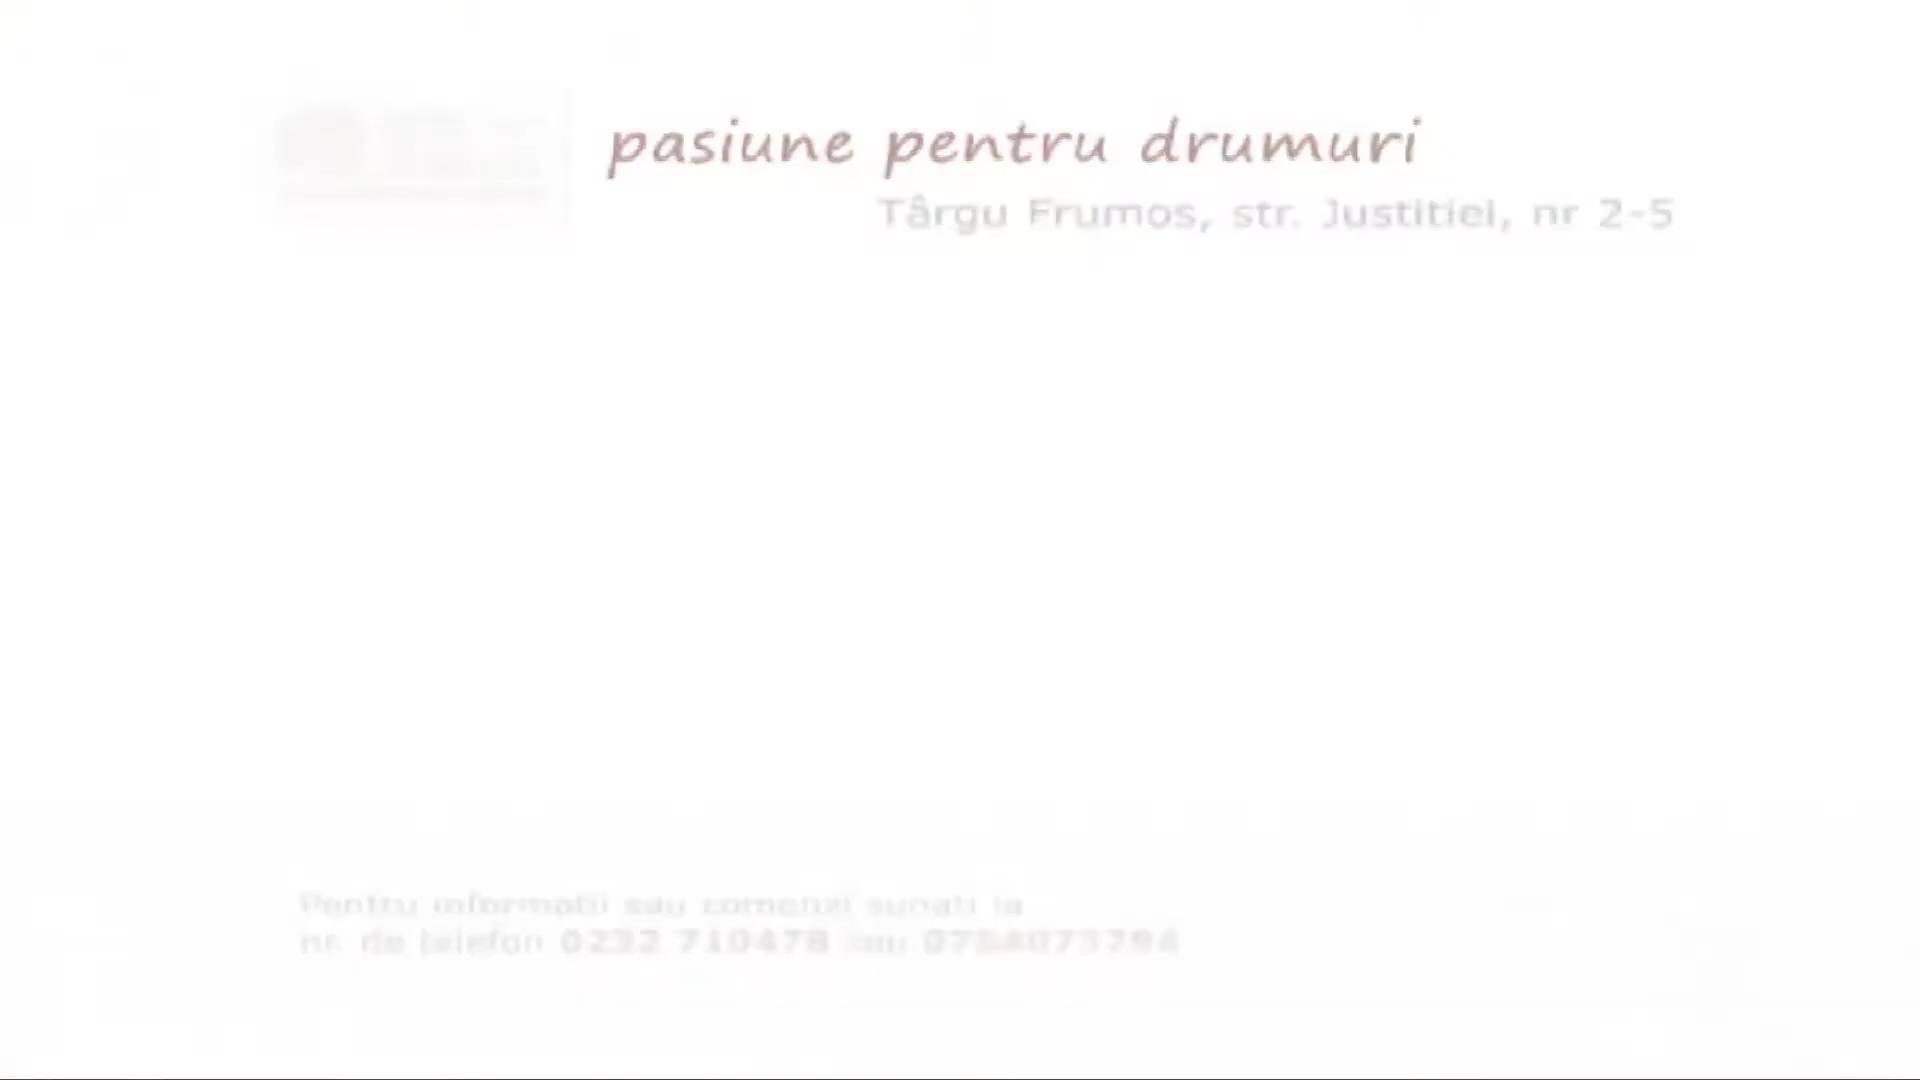 pasiune pentru drumuri
Târgu Frumos, str. Justitiei, nr 2-5
Pentru informatii sau comenzi sunati la
nr. de telefon 0232 710478 sau